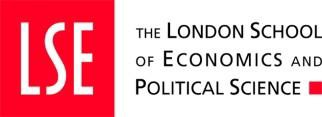 LSE
THE LONDON SCHOOL
OF ECONOMICS AND
POLITICAL SCIENCE